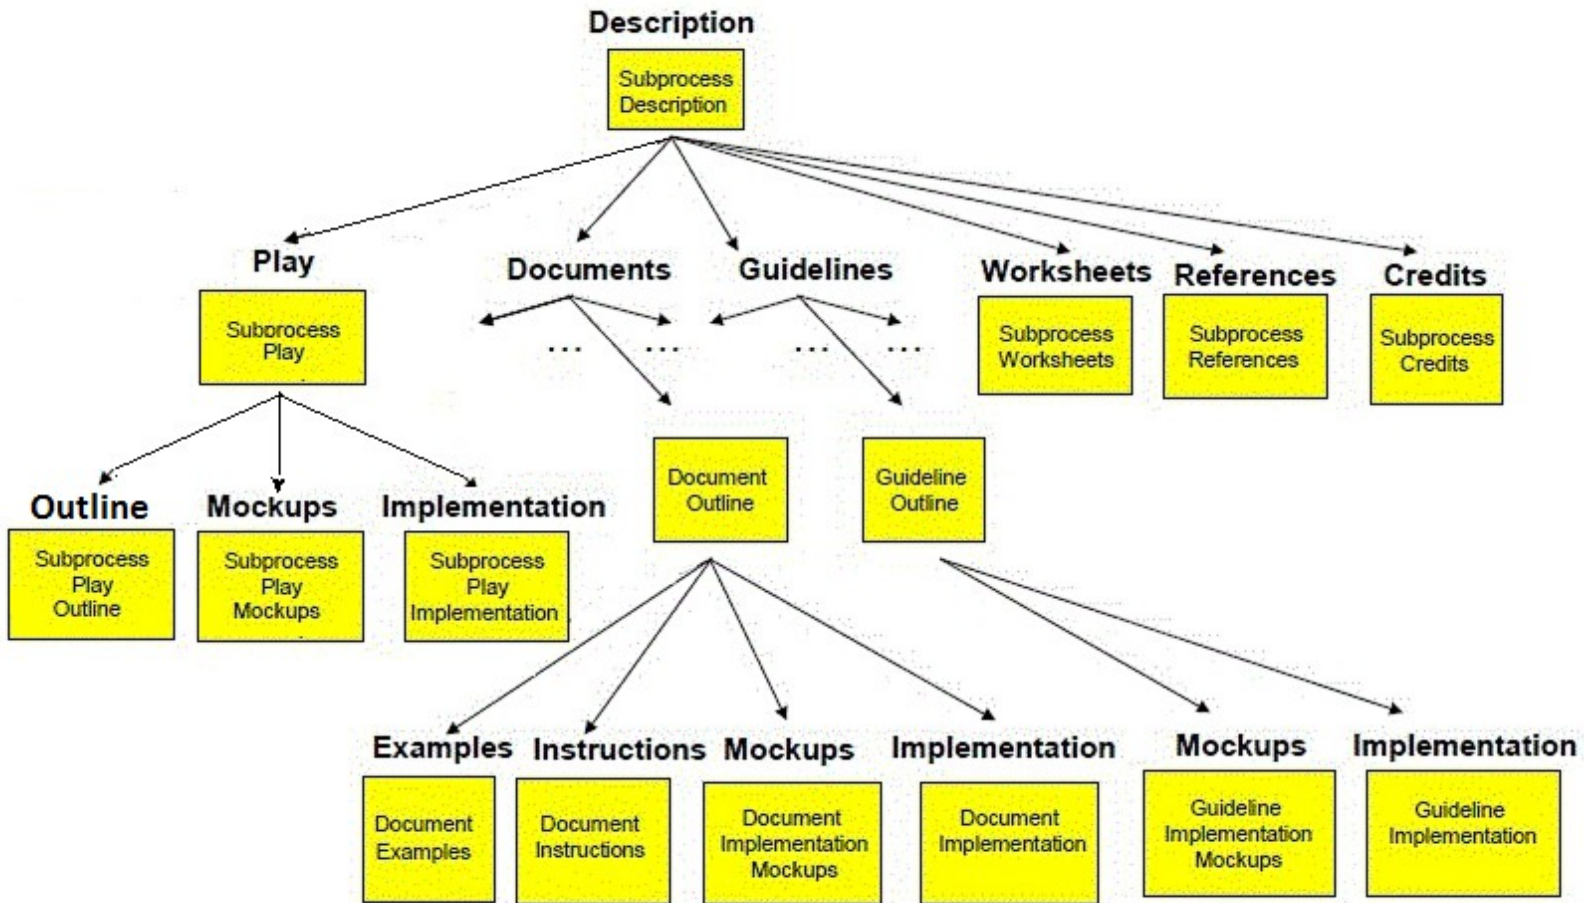 Description
Subprocess
Description
Play
Documents
Guidelines
Worksheets
References
Credits
Subprocess
Play
Subprocess
Worksheets
Subprocess
References
Subprocess
Credits
...
...
...
...
Document
Outline
Guideline
Outline
Outline
Mockups
Implementation
Subprocess
Play
Outline
Subprocess
Play
Mockups
Subprocess
Play
Implementation
Examples
Instructions
Mockups
Implementation
Mockups
Implementation
Document
Examples
Document
Instructions
Document
Implementation
Mockups
Document
Implementation
Guideline
Implementation
Mockups
Guideline
Implementation